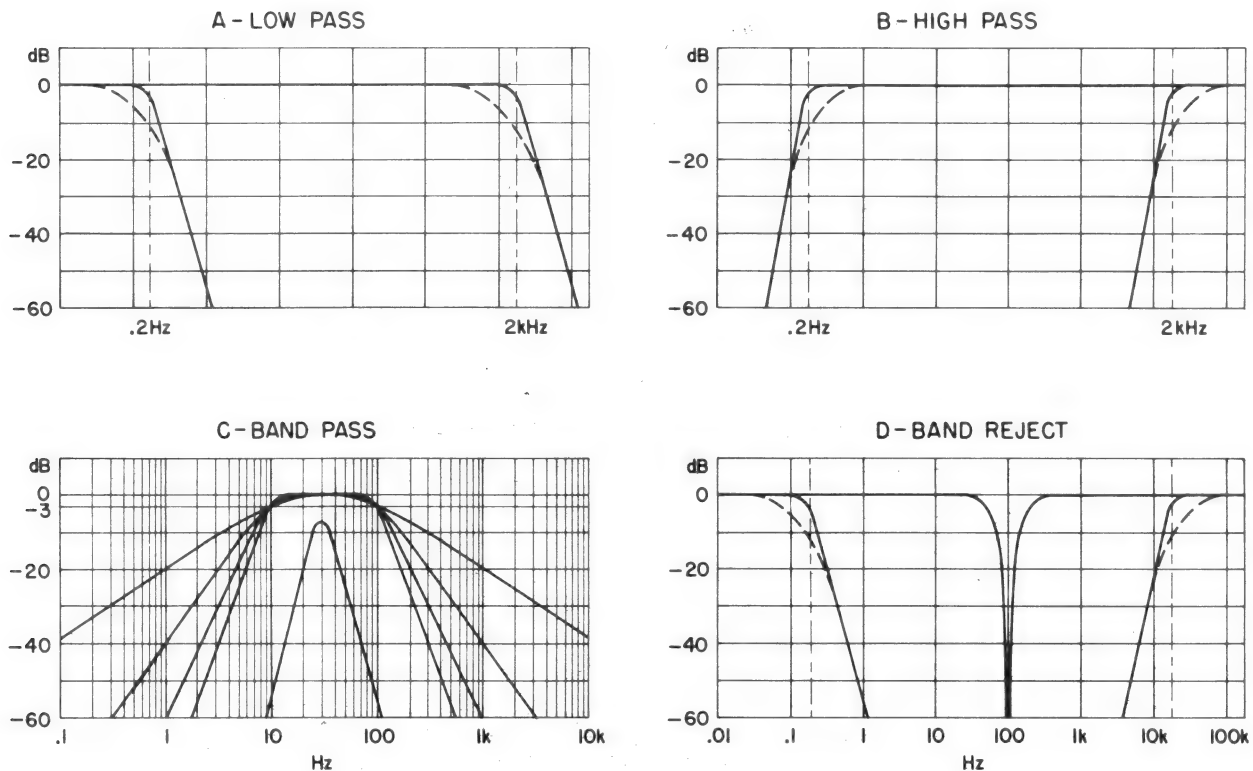 A-LOW PASS
dB
0
-20
-40
-60
.2Hz
2kHz
B-HIGH PASS
dB
0
-20
-40
-60
.2Hz
2kHz
C-BAND PASS
dB
0
-3
-20
-40
-60
.1
1
10
100
1k
10k
Hz
D-BAND REJECT
dB
0
-20
-40
-60
.01
.1
1
10
100
1k
10k
100k
Hz